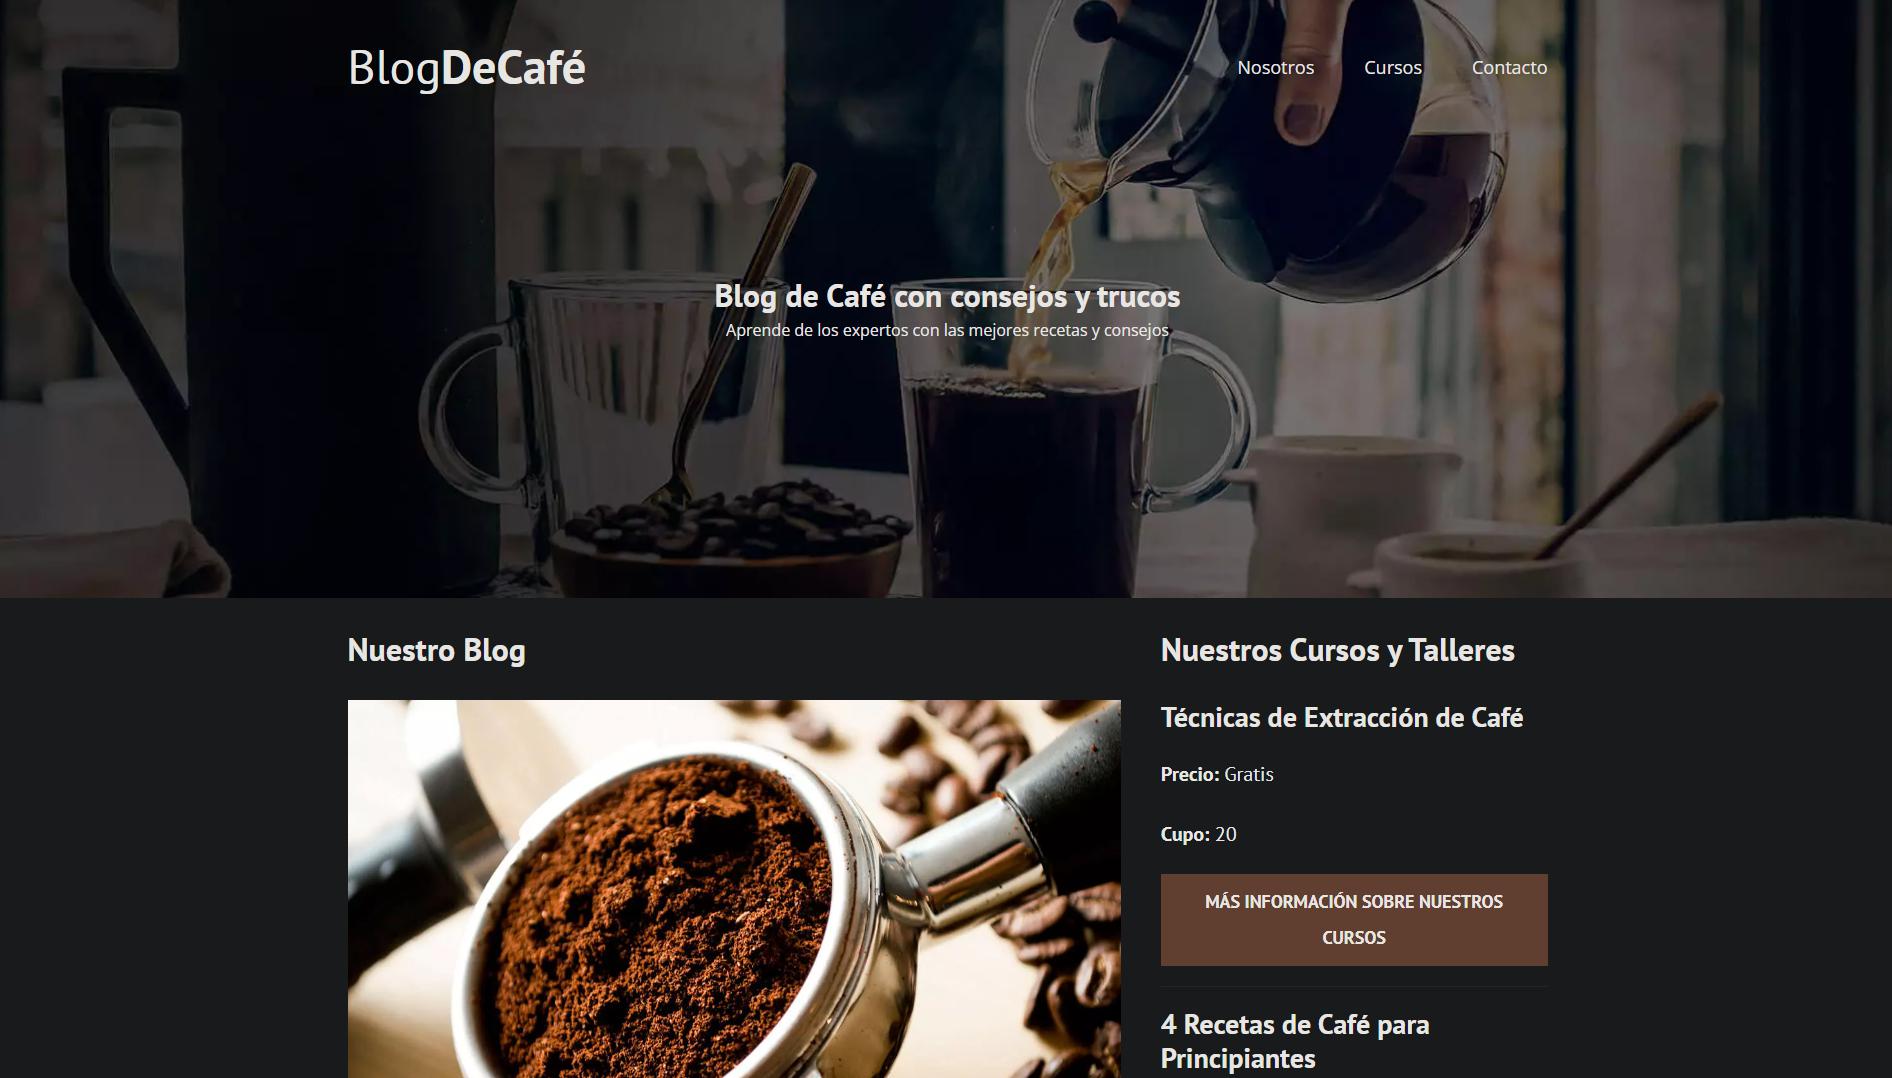 BlogDeCafé
Nosotros Cursos Contacto
Blog de Café con consejos y trucos
Aprende de los expertos con las mejores recetas y consejos
Nuestro Blog
Nuestros Cursos y Talleres
Técnicas de Extracción de Café
Precio: Gratis
Cupo: 20
MÁS INFORMACIÓN SOBRE NUESTROS
CURSOS
4 Recetas de Café para
Principiantes